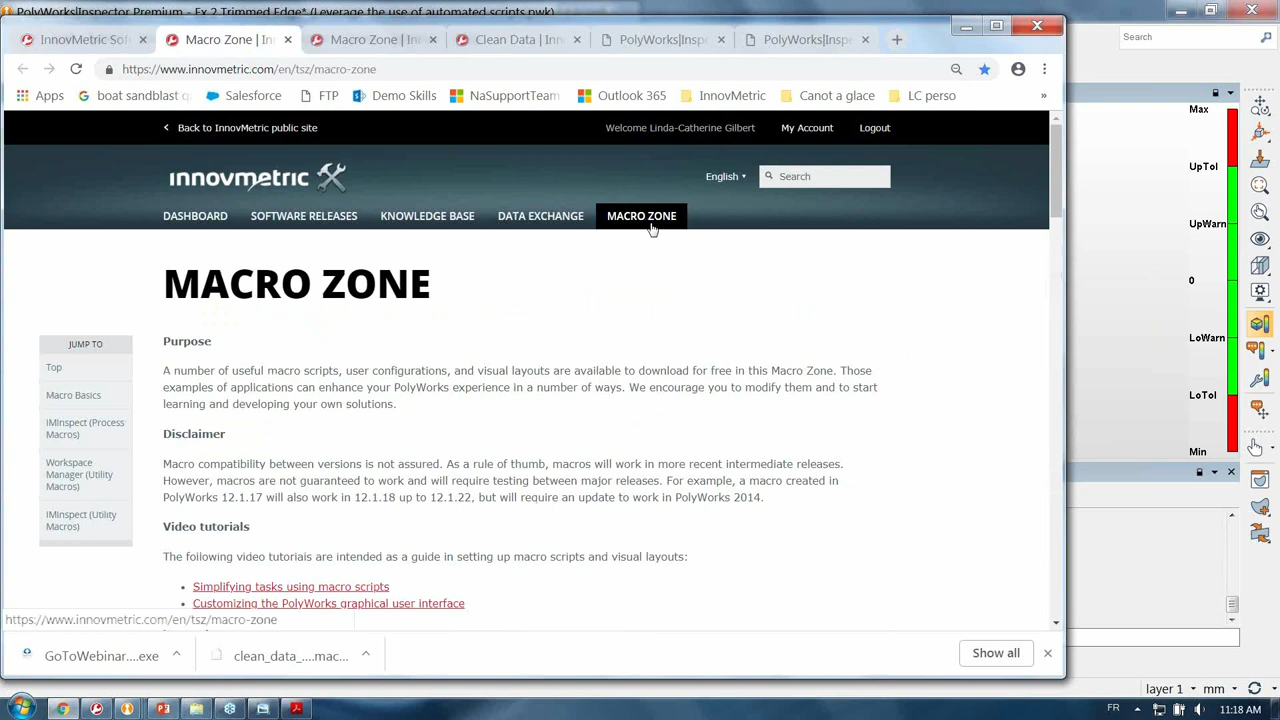 PolyWorks|Inspector Premium - Ex 2 Trimmed Edge* (Leverage the use of automated scripts.pwk)
InnovMetric Sof
Macro Zone | In
Macro Zone | In
Clean Data | Inn
PolyWorks|Inspe
PolyWorks|Inspe
Search
https://www.innovmetric.com/en/tsz/macro-zone
Apps
boat sandblast q
Salesforce
FTP
Demo Skills
NaSupportTeam
Outlook 365
InnovMetric
Canot a glace
LC perso
»
Back to InnovMetric public site
Welcome Linda-Catherine Gilbert
My Account
Logout
innovmetric
English
Search
DASHBOARD
SOFTWARE RELEASES
KNOWLEDGE BASE
DATA EXCHANGE
MACRO ZONE
MACRO ZONE
JUMP TO
Top
Macro Basics
IMInspect (Process
Macros)
Workspace
Manager (Utility
Macros)
IMInspect (Utility
Macros)
Purpose
A number of useful macro scripts, user configurations, and visual layouts are available to download for free in this Macro Zone. Those
examples of applications can enhance your PolyWorks experience in a number of ways. We encourage you to modify them and to start
learning and developing your own solutions.
Disclaimer
Macro compatibility between versions is not assured. As a rule of thumb, macros will work in more recent intermediate releases.
However, macros are not guaranteed to work and will require testing between major releases. For example, a macro created in
PolyWorks 12.1.17 will also work in 12.1.18 up to 12.1.22, but will require an update to work in PolyWorks 2014.
Video tutorials
The following video tutorials are intended as a guide in setting up macro scripts and visual layouts:
• Simplifying tasks using macro scripts
• Customizing the PolyWorks graphical user interface
https://www.innovmetric.com/en/tsz/macro-zone
GoToWebinar....exe
clean_data_....mac...
Show all
Max
UpTol
UpWarn
0
LoWarn
LoTol
Min
layer 1
mm
FR
11:18 AM